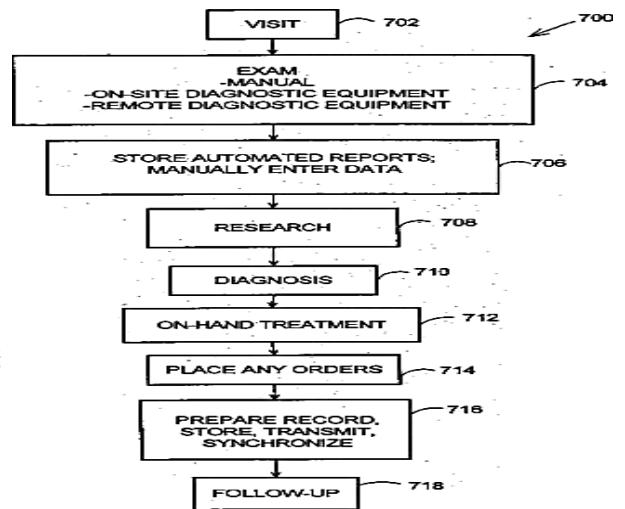 VISIT
702
700
EXAM
-MANUAL
-ON-SITE DIAGNOSTIC EQUIPMENT
-REMOTE DIAGNOSTIC EQUIPMENT
704
STORE AUTOMATED REPORTS;
MANUALLY ENTER DATA
706
RESEARCH
708
DIAGNOSIS
710
ON-HAND TREATMENT
712
PLACE ANY ORDERS
714
PREPARE RECORD,
STORE, TRANSMIT,
SYNCHRONIZE
716
FOLLOW-UP
718